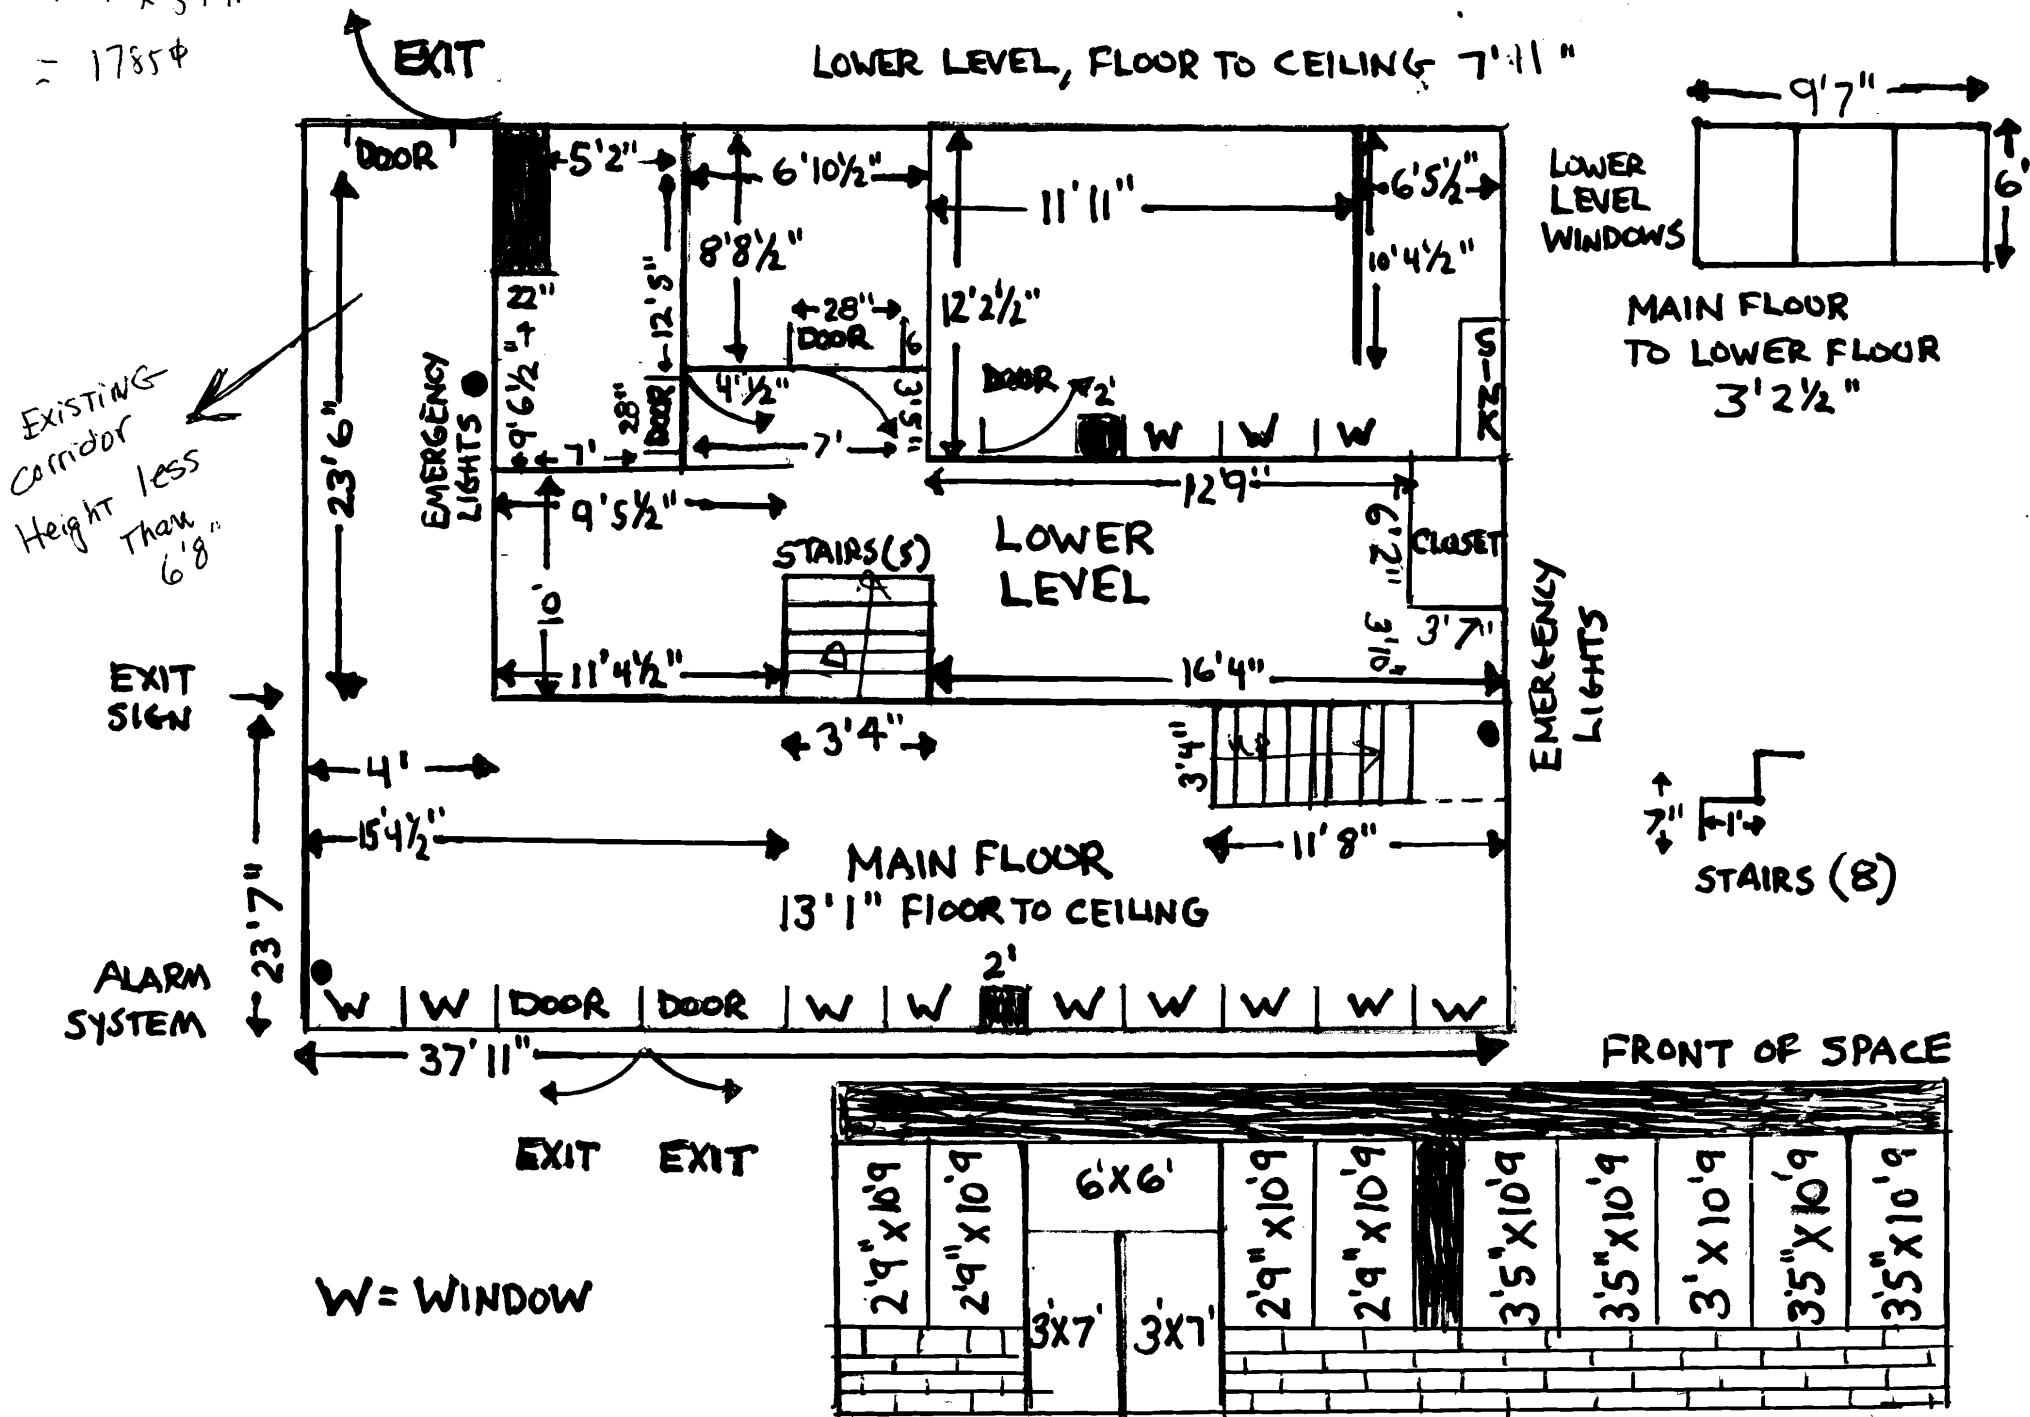 = 1785ϕ
EXIT
LOWER LEVEL, FLOOR TO CEILING 7'11"
9'7"
DOOR
5'2"
6'10½"
11'11"
6'5½"
LOWER
LEVEL
WINDOWS
6'
8'8½"
10'4½"
12'5"
22"
9'6½"+
28"
DOOR
9
12'2½"
MAIN FLOOR
TO LOWER FLOOR
3'2½"
EXISTING
corridor
Height less
Than
6'8"
23'6"
EMERGENCY
LIGHTS
28"
DOOR
4'½"
3'5"
DOOR
2'
W
W
W
7'
7'
9'5½"
12'9"
STAIRS(5)
LOWER
LEVEL
6'2"
CLOSET
10'
D
3'10"
3'7"
EMERGENCY
LIGHTS
11'4½"
16'4"
EXIT
SIGN
3'4"
3'4"
4'
15'4½"
11'8"
7"
1'
STAIRS (8)
MAIN FLOOR
13'1" FLOOR TO CEILING
23'7"
ALARM
SYSTEM
2'
W W DOOR DOOR W W W W W W W
37'11"
FRONT OF SPACE
EXIT EXIT
6'X6'
2'9"X10'9
2'9"X10'9
2'9"X10'9
2'9"X10'9
3'5"X10'9
3'5"X10'9
3'X10'9
3'5"X10'9
3'5"X10'9
3'X7'
3'X7'
W = WINDOW